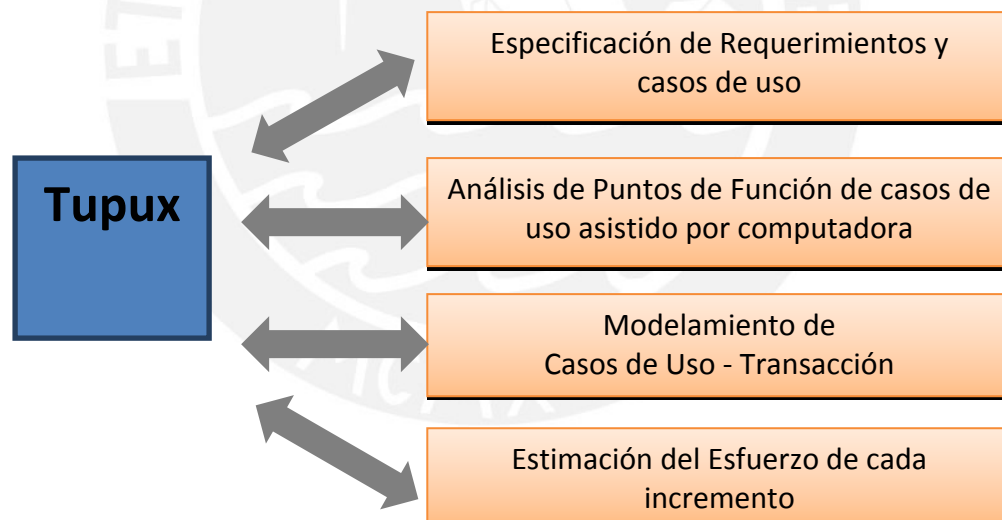 Especificación de Requerimientos y
casos de uso
Tupux
Análisis de Puntos de Función de casos de
uso asistido por computadora
Modelamiento de
Casos de Uso - Transacción
Estimación del Esfuerzo de cada
incremento